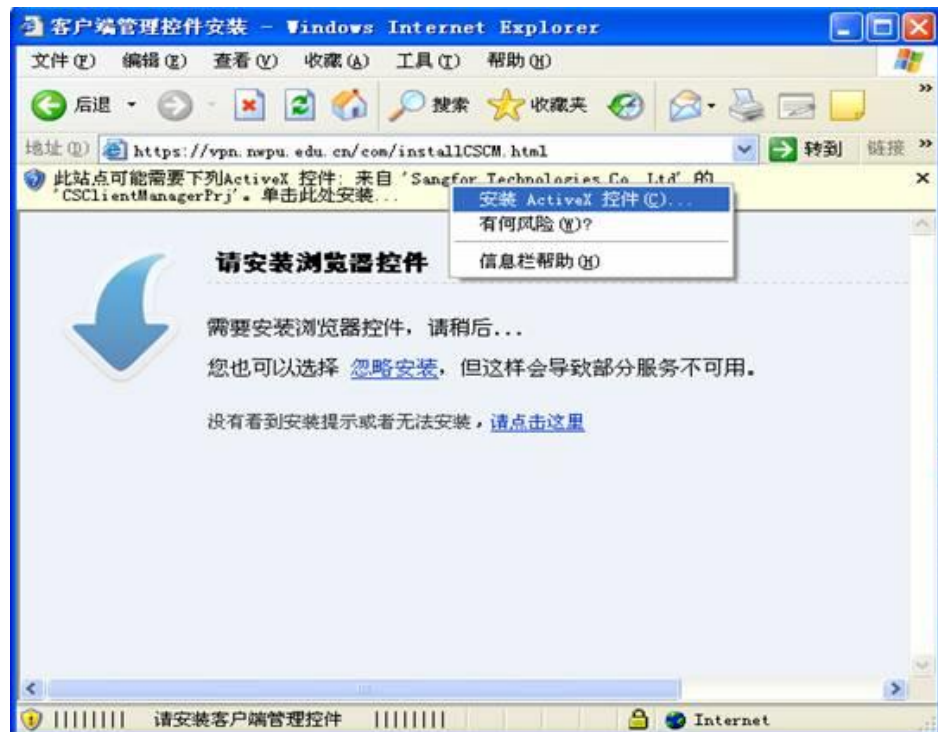 客户端管理控件安装 - Windows Internet Explorer
文件(F) 编辑(E) 查看(V) 收藏(A) 工具(T) 帮助(H)
后退 搜索 收藏夹 »
地址(D) https://vpn.nwpu.edu.cn/com/installCSCM.html 转到 链接 »
此站点可能需要下列ActiveX 控件: 来自 'Sangfor Technologies Co. Ltd' 的
'CSClientManagerPrj'。单击此处安装...
安装 ActiveX 控件(C)...
有何风险(W)?
信息栏帮助(H)
请安装浏览器控件
需要安装浏览器控件，请稍后...
您也可以选择 忽略安装，但这样会导致部分服务不可用。
没有看到安装提示或者无法安装，请点击这里
请安装客户端管理控件 Internet